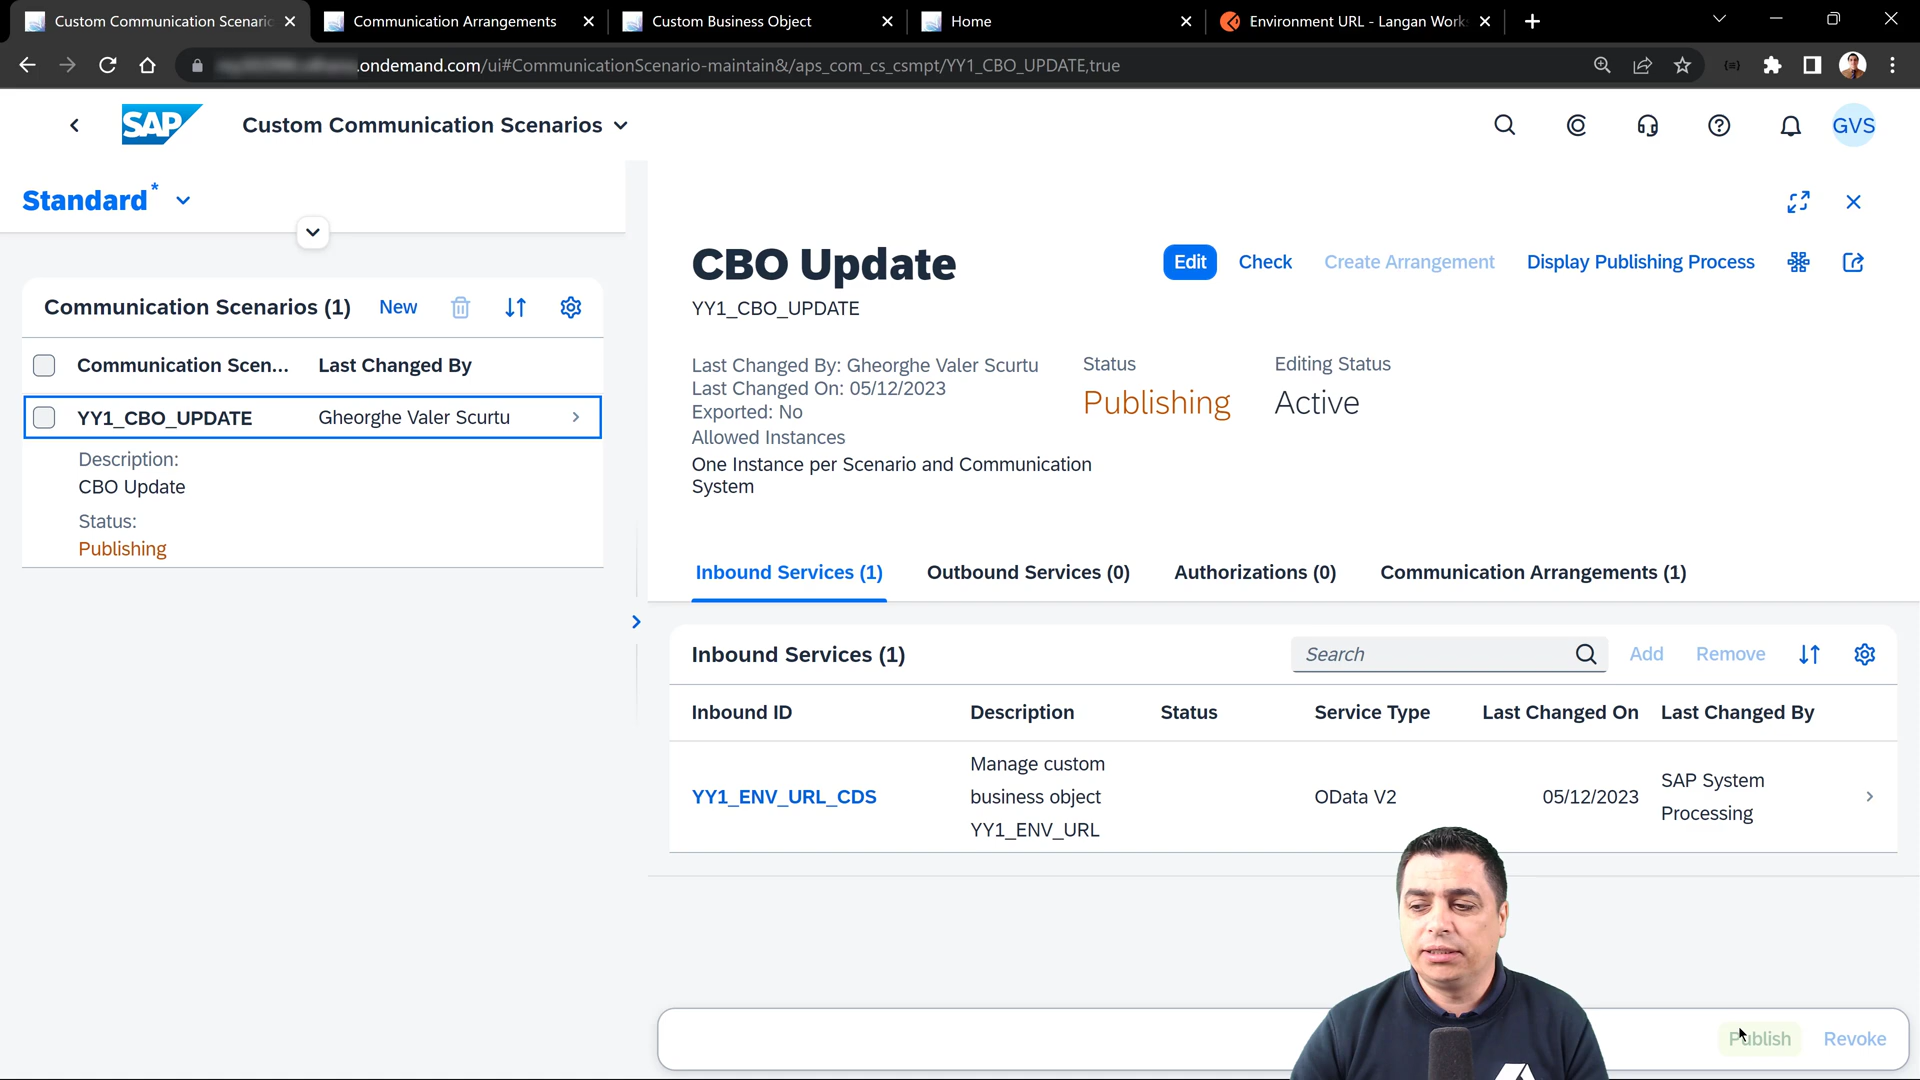 Custom Communication Scenario
Communication Arrangements
Custom Business Object
Home
Environment URL - Langan Works
.ondemand.com/ui#CommunicationScenario-maintain&/aps_com_cs_csmpt/YY1_CBO_UPDATE,true
SAP
Custom Communication Scenarios
GVS
Standard*
CBO Update
Edit
Check
Create Arrangement
Display Publishing Process
YY1_CBO_UPDATE
Communication Scenarios (1)
New
Communication Scen...
Last Changed By
YY1_CBO_UPDATE
Gheorghe Valer Scurtu
Description:
CBO Update
Status:
Publishing
Last Changed By: Gheorghe Valer Scurtu
Last Changed On: 05/12/2023
Exported: No
Allowed Instances
One Instance per Scenario and Communication
System
Status
Publishing
Editing Status
Active
Inbound Services (1)
Outbound Services (0)
Authorizations (0)
Communication Arrangements (1)
Inbound Services (1)
Search
Add
Remove
Inbound ID
Description
Status
Service Type
Last Changed On
Last Changed By
YY1_ENV_URL_CDS
Manage custom
business object
YY1_ENV_URL
OData V2
05/12/2023
SAP System
Processing
Publish
Revoke